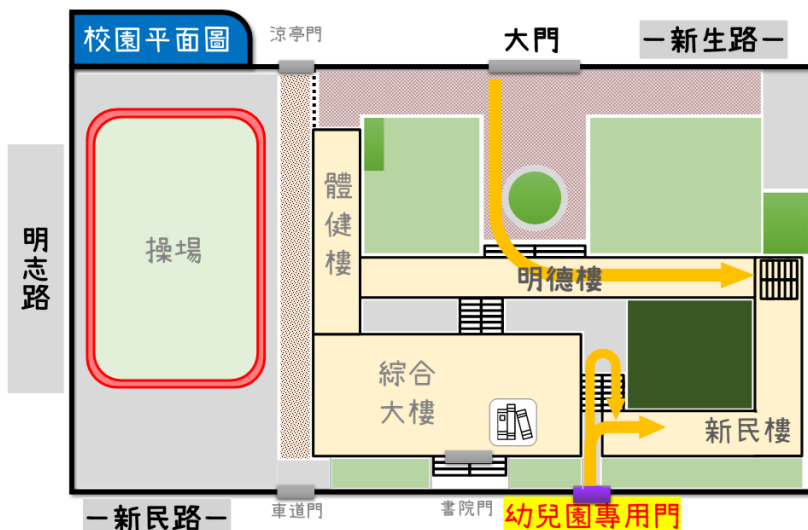 校園平面圖
涼亭門
大門
–新生路–
體健樓
操場
明志路
明德樓
綜合
大樓
新民樓
–新民路–
車道門
書院門
幼兒園專用門